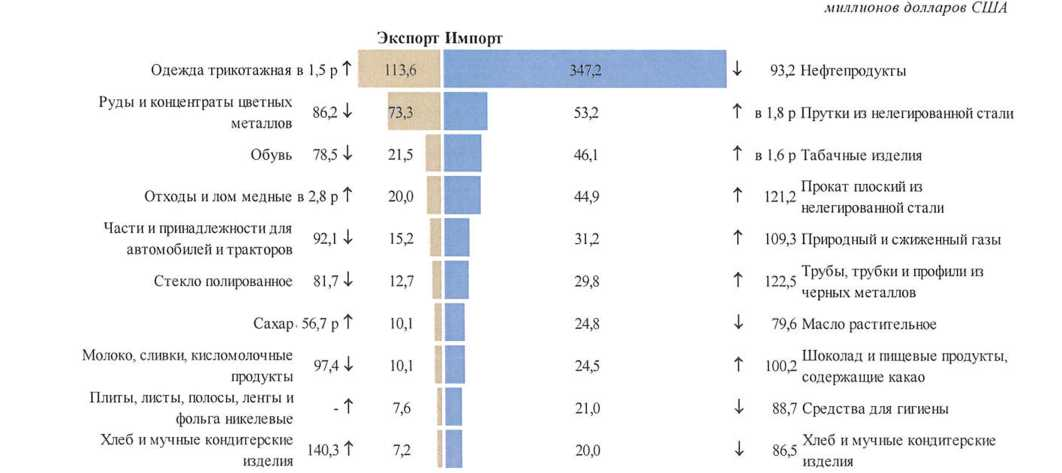 миллионов долларов США
Экспорт Импорт
Одежда трикотажная в 1,5 р ↑ 113,6 347,2 ↓ 93,2 Нефтепродукты
Руды и концентраты цветных
металлов 86,2 ↓ 73,3 53,2 ↑ в 1,8 р Прутки из нелегированной стали
Обувь 78,5 ↓ 21,5 46,1 ↑ в 1,6 р Табачные изделия
Отходы и лом медные в 2,8 р ↑ 20,0 44,9 ↑ 121,2 Прокат плоский из
нелегированной стали
Части и принадлежности для
автомобилей и тракторов 92,1 ↓ 15,2 31,2 ↑ 109,3 Природный и сжиженный газы
Стекло полированное 81,7 ↓ 12,7 29,8 ↑ 122,5 Трубы, трубки и профили из
черных металлов
Сахар 56,7 р ↑ 10,1 24,8 ↓ 79,6 Масло растительное
Молоко, сливки, кисломолочные
продукты 97,4 ↓ 10,1 24,5 ↑ 100,2 Шоколад и пищевые продукты,
содержащие какао
Плиты, листы, полосы, ленты и
фольга никелевые - ↑ 7,6 21,0 ↓ 88,7 Средства для гигиены
Хлеб и мучные кондитерские
изделия 140,3 ↑ 7,2 20,0 ↓ 86,5 Хлеб и мучные кондитерские
изделия